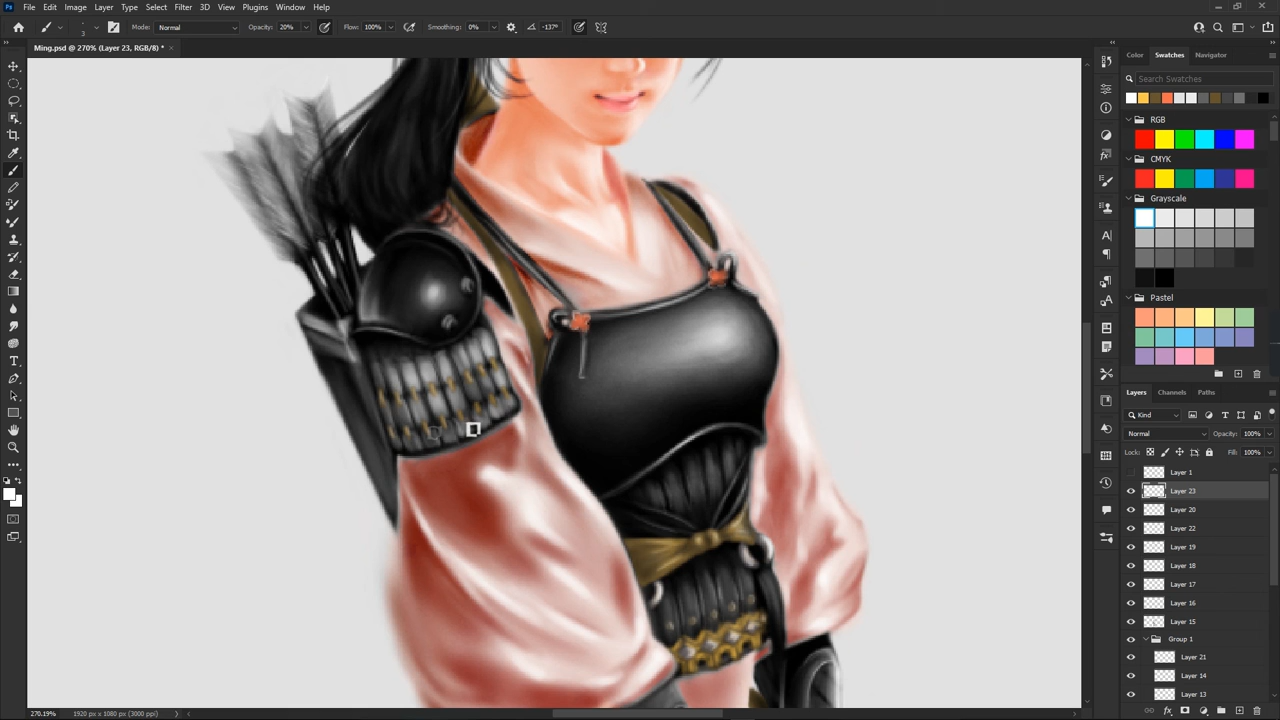 Ps File Edit Image Layer Type Select Filter 3D View Plugins Window Help
3 Mode: Normal Opacity: 20% Flow: 100% Smoothing: 0% -137°
Ming.psd @ 270% (Layer 23, RGB/8) * ×
Color Swatches Navigator
Search Swatches
RGB
CMYK
Grayscale
Pastel
Layers Channels Paths
Kind
Normal Opacity: 100%
Lock: Fill: 100%
Layer 1
Layer 23
Layer 20
Layer 22
Layer 19
Layer 18
Layer 17
Layer 16
Layer 15
Group 1
Layer 21
Layer 14
Layer 13
270.19% 1920 px x 1080 px (3000 ppi)